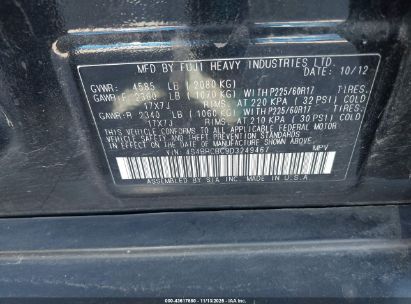 MFD BY FUJI HEAVY INDUSTRIES LTD.
DATE: 10/12
GVWR: 4585 LB (2080 KG)
GAWR:F 2360 LB (1070 KG) WITH P225/60R17
17X7J RIMS, AT 220 KPA (32 PSI) COLD
GAWR:R 2340 LB (1060 KG) WITH P225/60R17
17X7J RIMS, AT 210 KPA (30 PSI) COLD
THIS VEHICLE CONFORMS TO ALL APPLICABLE FEDERAL MOTOR
VEHICLE SAFETY AND THEFT PREVENTION STANDARDS IN
EFFECT ON THE DATE OF MANUFACTURE SHOWN ABOVE.
V.I.N. 4S4BRCBC9D3249467 MPV
ASSEMBLED BY SIA INC. MADE IN U.S.A.